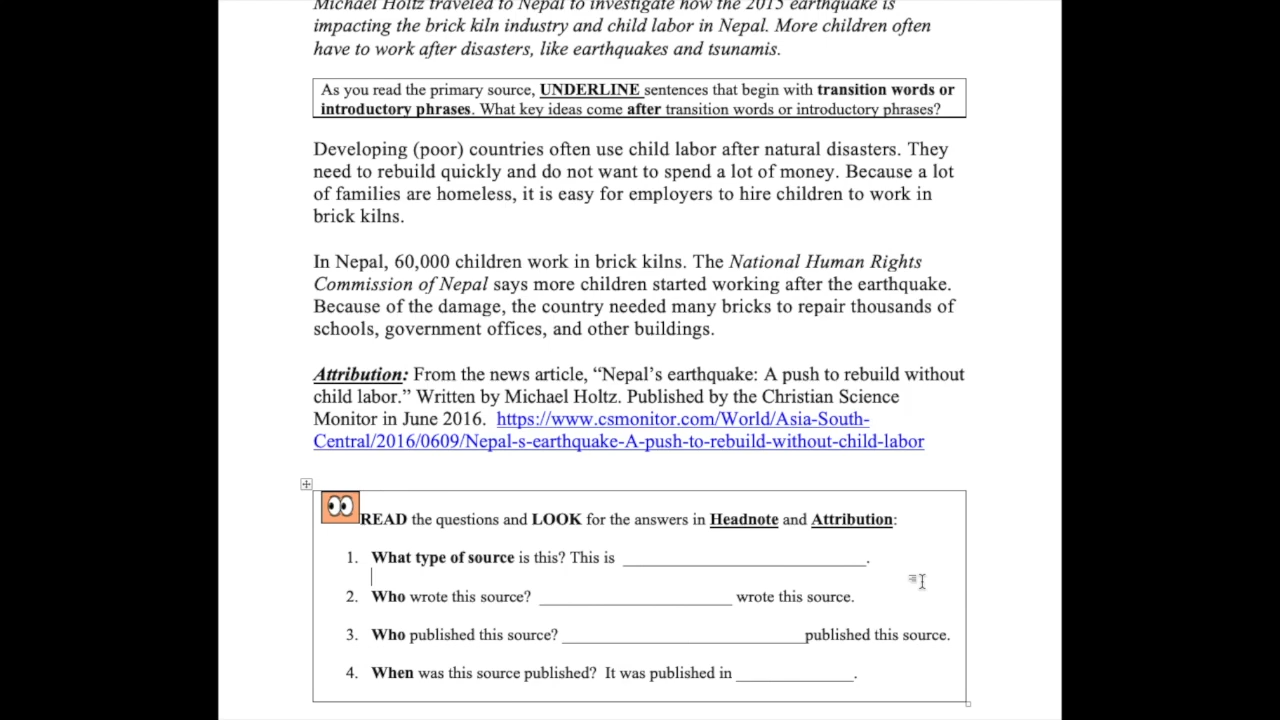 Michael Holtz traveled to Nepal to investigate how the 2015 earthquake is
impacting the brick kiln industry and child labor in Nepal. More children often
have to work after disasters, like earthquakes and tsunamis.
As you read the primary source, UNDERLINE sentences that begin with transition words or
introductory phrases. What key ideas come after transition words or introductory phrases?
Developing (poor) countries often use child labor after natural disasters. They
need to rebuild quickly and do not want to spend a lot of money. Because a lot
of families are homeless, it is easy for employers to hire children to work in
brick kilns.
In Nepal, 60,000 children work in brick kilns. The National Human Rights
Commission of Nepal says more children started working after the earthquake.
Because of the damage, the country needed many bricks to repair thousands of
schools, government offices, and other buildings.
Attribution: From the news article, “Nepal’s earthquake: A push to rebuild without
child labor.” Written by Michael Holtz. Published by the Christian Science
Monitor in June 2016. https://www.csmonitor.com/World/Asia-South-
Central/2016/0609/Nepal-s-earthquake-A-push-to-rebuild-without-child-labor
READ the questions and LOOK for the answers in Headnote and Attribution:
1. What type of source is this? This is ____________________________.
2. Who wrote this source? ______________________ wrote this source.
3. Who published this source? ____________________________published this source.
4. When was this source published? It was published in ______________.